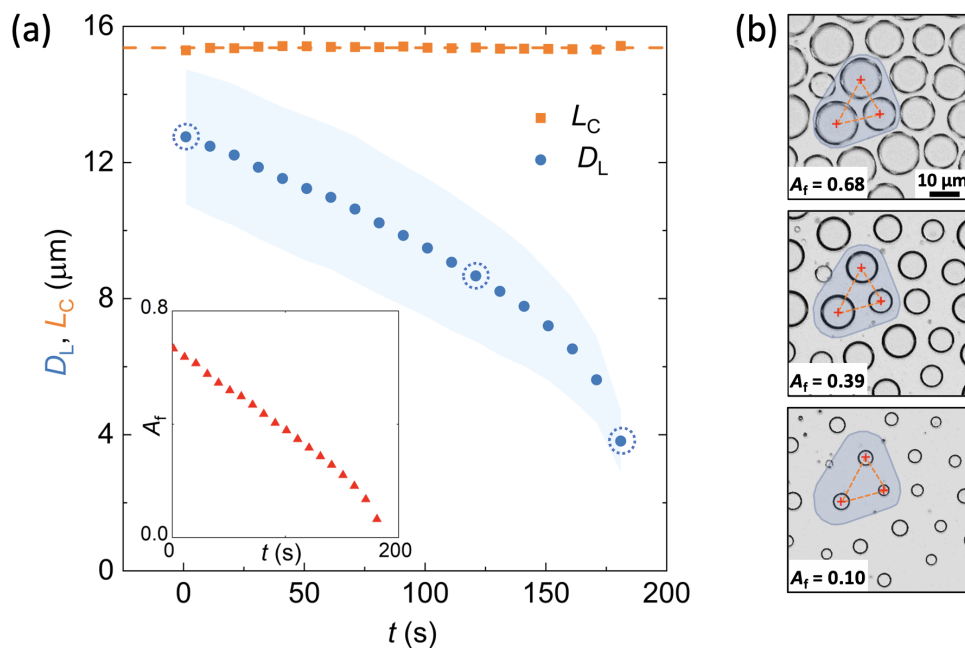 (a)
16
12
8
4
0
D_L, L_C (μm)
L_C
D_L
0.8
A_f
0.0
0
t (s)
200
0
50
100
150
200
t (s)
(b)
A_f = 0.68
10 μm
A_f = 0.39
A_f = 0.10